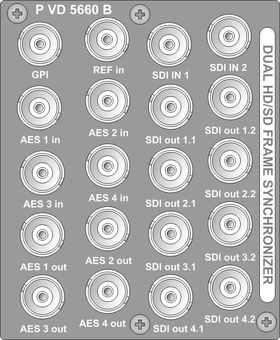 P VD 5660 B
GPI
REF in
SDI IN 1
SDI IN 2
AES 1 in
AES 2 in
SDI out 1.1
SDI out 1.2
AES 3 in
AES 4 in
SDI out 2.1
SDI out 2.2
AES 1 out
AES 2 out
SDI out 3.1
SDI out 3.2
AES 3 out
AES 4 out
SDI out 4.1
SDI out 4.2
DUAL HD/SD FRAME SYNCHRONIZER